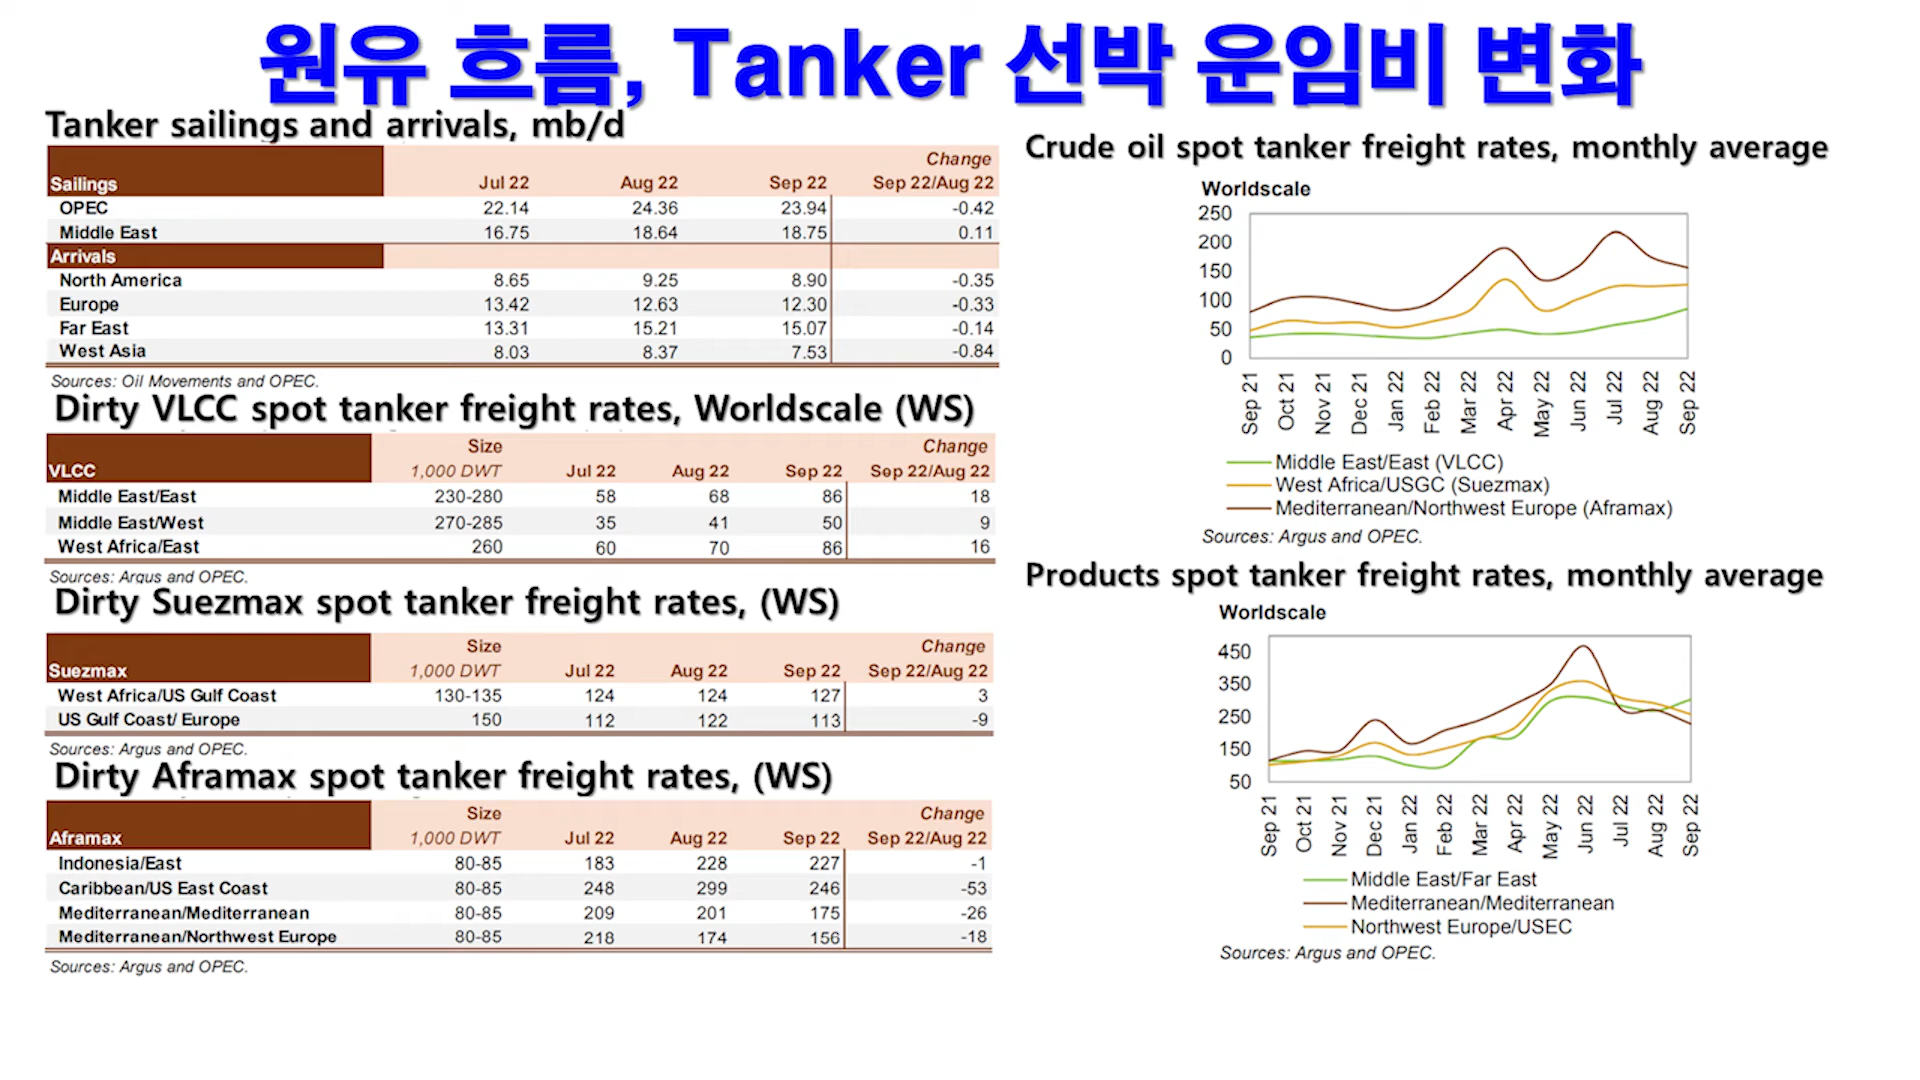 원유 흐름, Tanker 선박 운임비 변화
Tanker sailings and arrivals, mb/d
Change
Sailings Jul 22 Aug 22 Sep 22 Sep 22/Aug 22
OPEC 22.14 24.36 23.94 -0.42
Middle East 16.75 18.64 18.75 0.11
Arrivals
North America 8.65 9.25 8.90 -0.35
Europe 13.42 12.63 12.30 -0.33
Far East 13.31 15.21 15.07 -0.14
West Asia 8.03 8.37 7.53 -0.84
Sources: Oil Movements and OPEC.
Dirty VLCC spot tanker freight rates, Worldscale (WS)
Size Change
VLCC 1,000 DWT Jul 22 Aug 22 Sep 22 Sep 22/Aug 22
Middle East/East 230-280 58 68 86 18
Middle East/West 270-285 35 41 50 9
West Africa/East 260 60 70 86 16
Sources: Argus and OPEC.
Dirty Suezmax spot tanker freight rates, (WS)
Size Change
Suezmax 1,000 DWT Jul 22 Aug 22 Sep 22 Sep 22/Aug 22
West Africa/US Gulf Coast 130-135 124 124 127 3
US Gulf Coast/ Europe 150 112 122 113 -9
Sources: Argus and OPEC.
Dirty Aframax spot tanker freight rates, (WS)
Size Change
Aframax 1,000 DWT Jul 22 Aug 22 Sep 22 Sep 22/Aug 22
Indonesia/East 80-85 183 228 227 -1
Caribbean/US East Coast 80-85 248 299 246 -53
Mediterranean/Mediterranean 80-85 209 201 175 -26
Mediterranean/Northwest Europe 80-85 218 174 156 -18
Sources: Argus and OPEC.
Crude oil spot tanker freight rates, monthly average
Worldscale
250
200
150
100
50
0
Sep 21 Oct 21 Nov 21 Dec 21 Jan 22 Feb 22 Mar 22 Apr 22 May 22 Jun 22 Jul 22 Aug 22 Sep 22
Middle East/East (VLCC)
West Africa/USGC (Suezmax)
Mediterranean/Northwest Europe (Aframax)
Sources: Argus and OPEC.
Products spot tanker freight rates, monthly average
Worldscale
450
350
250
150
50
Sep 21 Oct 21 Nov 21 Dec 21 Jan 22 Feb 22 Mar 22 Apr 22 May 22 Jun 22 Jul 22 Aug 22 Sep 22
Middle East/Far East
Mediterranean/Mediterranean
Northwest Europe/USEC
Sources: Argus and OPEC.